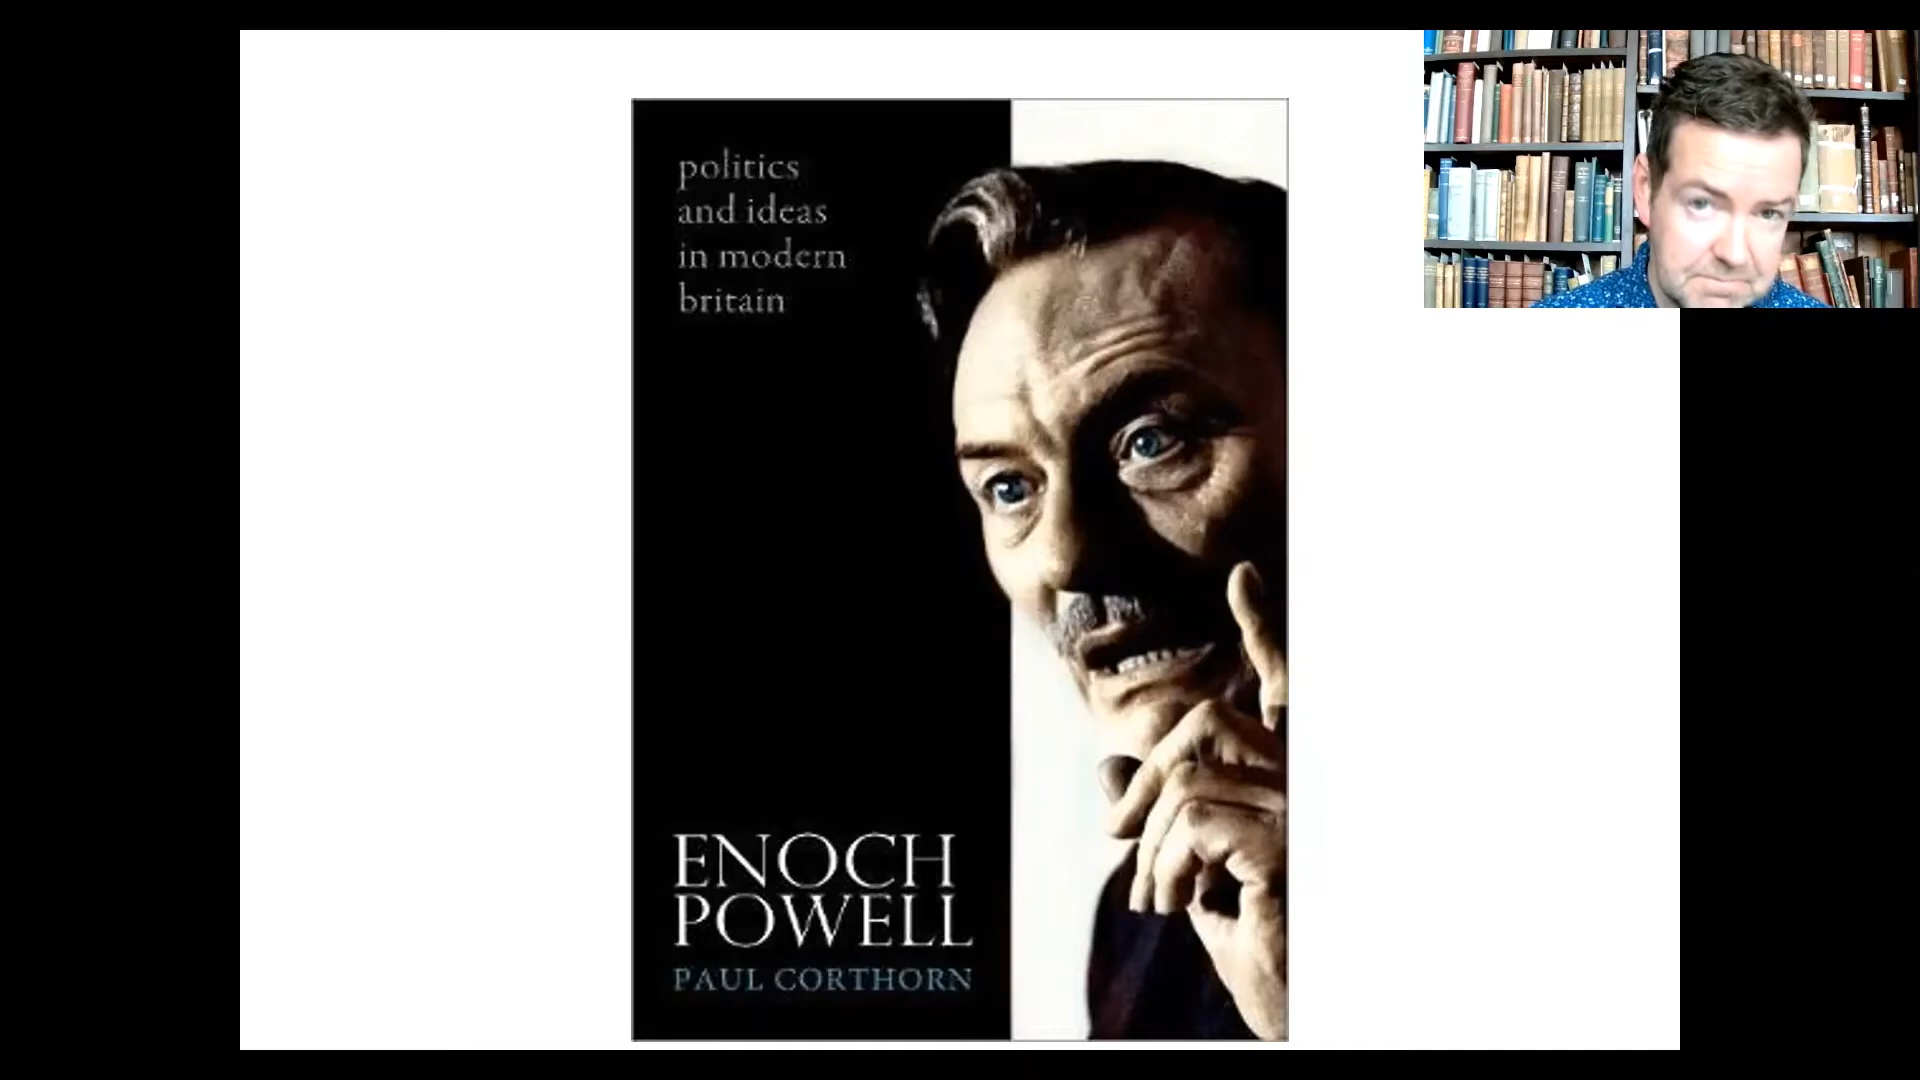 politics
and ideas
in modern
britain
ENOCH
POWELL
PAUL CORTHORN